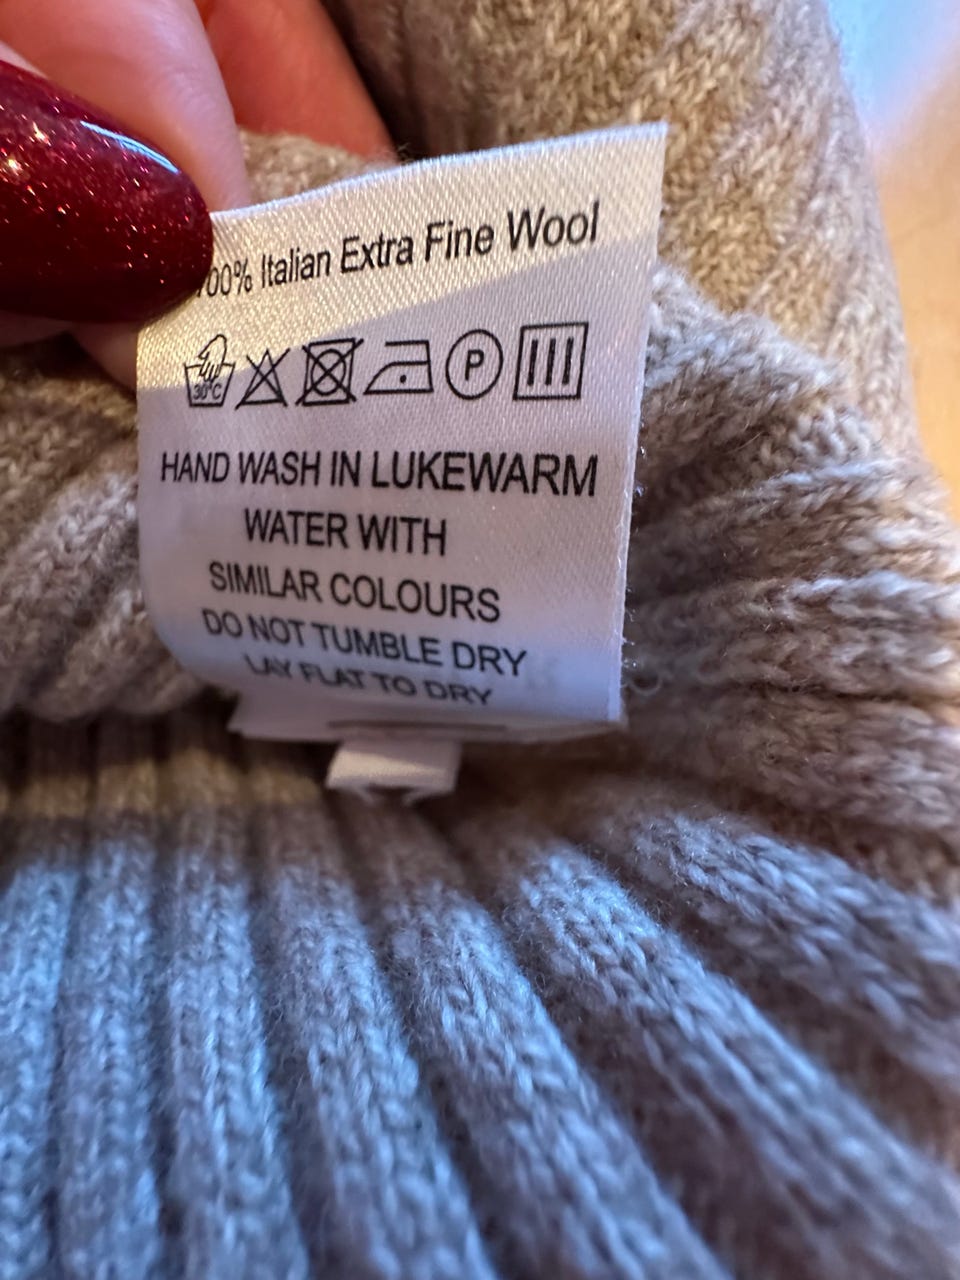 100% Italian Extra Fine Wool
30°C
P
HAND WASH IN LUKEWARM
WATER WITH
SIMILAR COLOURS
DO NOT TUMBLE DRY
LAY FLAT TO DRY